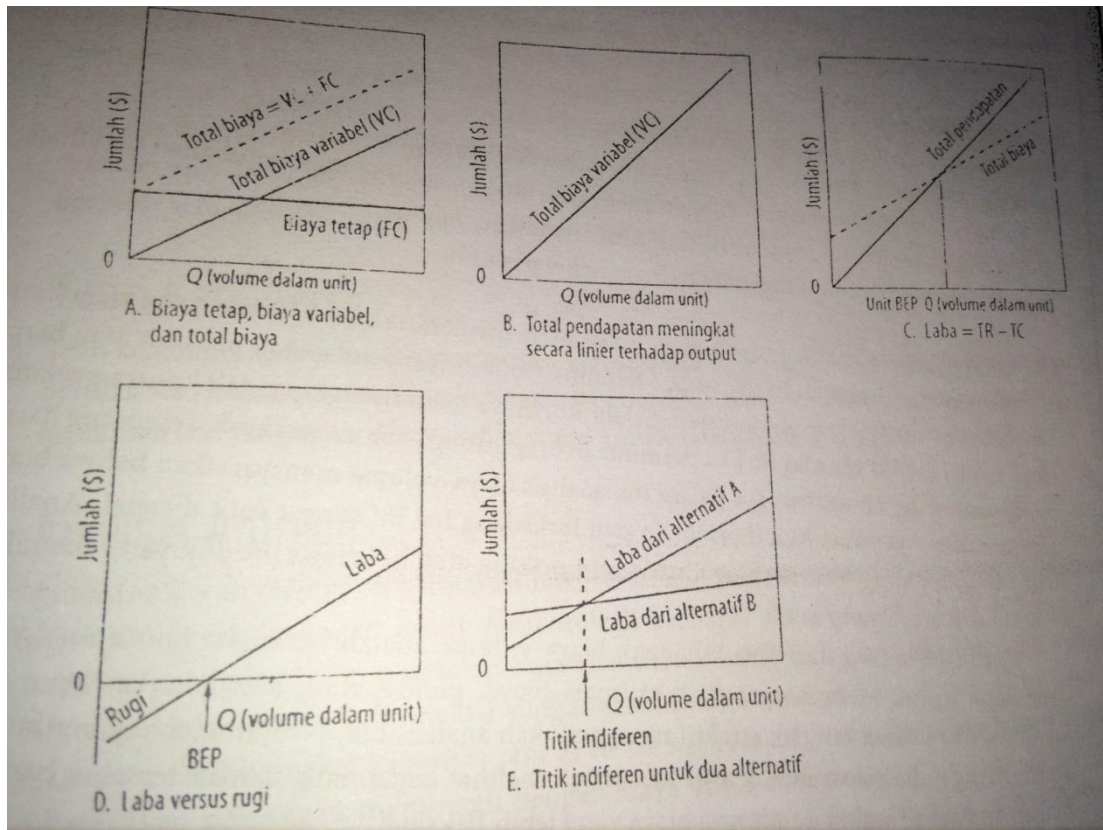 Jumlah ($)
Total biaya = VC + FC
Total biaya variabel (VC)
Biaya tetap (FC)
0
Q (volume dalam unit)
A. Biaya tetap, biaya variabel,
dan total biaya
Jumlah ($)
Total biaya variabel (VC)
0
Q (volume dalam unit)
B. Total pendapatan meningkat
secara linier terhadap output
Jumlah ($)
Total pendapatan
Total biaya
0
Unit BEP Q (volume dalam unit)
C. Laba = TR – TC
Jumlah ($)
Laba
0
Rugi
Q (volume dalam unit)
BEP
D. Laba versus rugi
Jumlah ($)
Laba dari alternatif A
Laba dari alternatif B
0
Q (volume dalam unit)
Titik indiferen
E. Titik indiferen untuk dua alternatif